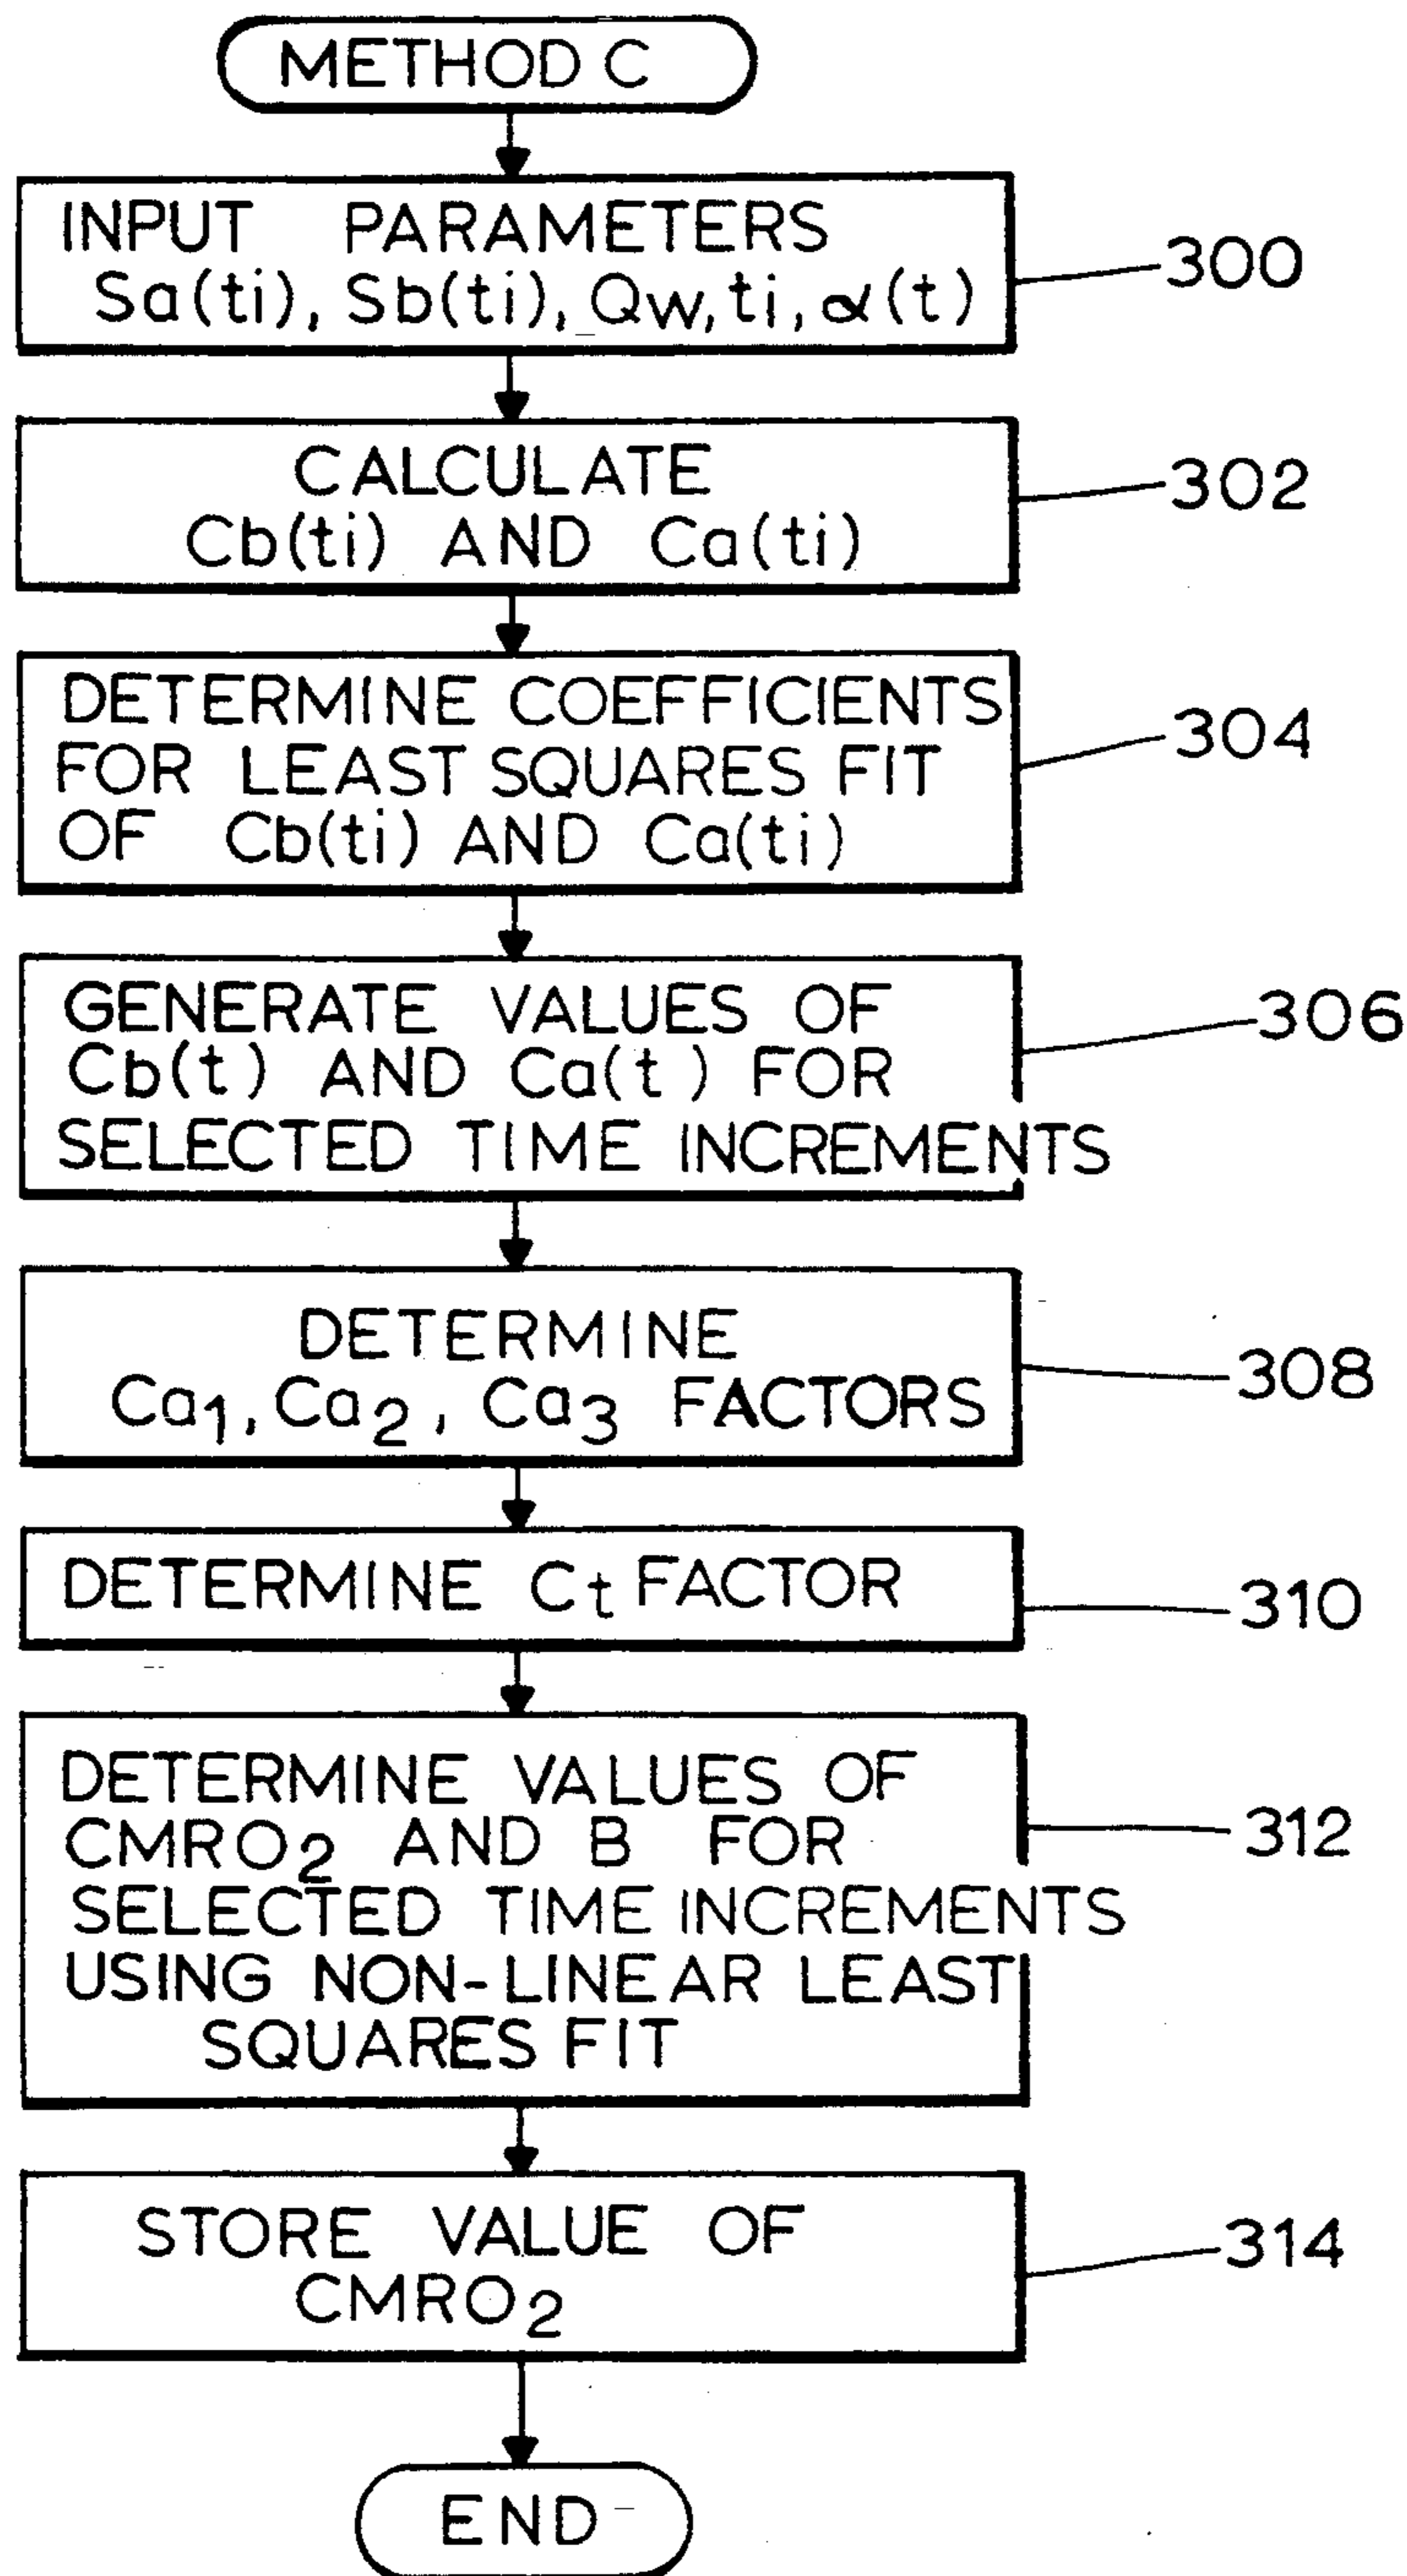 METHOD C
INPUT PARAMETERS
Sa(ti), Sb(ti), Qw, ti, α(t)
300
CALCULATE
Cb(ti) AND Ca(ti)
302
DETERMINE COEFFICIENTS
FOR LEAST SQUARES FIT
OF Cb(ti) AND Ca(ti)
304
GENERATE VALUES OF
Cb(t) AND Ca(t) FOR
SELECTED TIME INCREMENTS
306
DETERMINE
Ca₁, Ca₂, Ca₃ FACTORS
308
DETERMINE Ct FACTOR
310
DETERMINE VALUES OF
CMRO₂ AND B FOR
SELECTED TIME INCREMENTS
USING NON-LINEAR LEAST
SQUARES FIT
312
STORE VALUE OF
CMRO₂
314
END